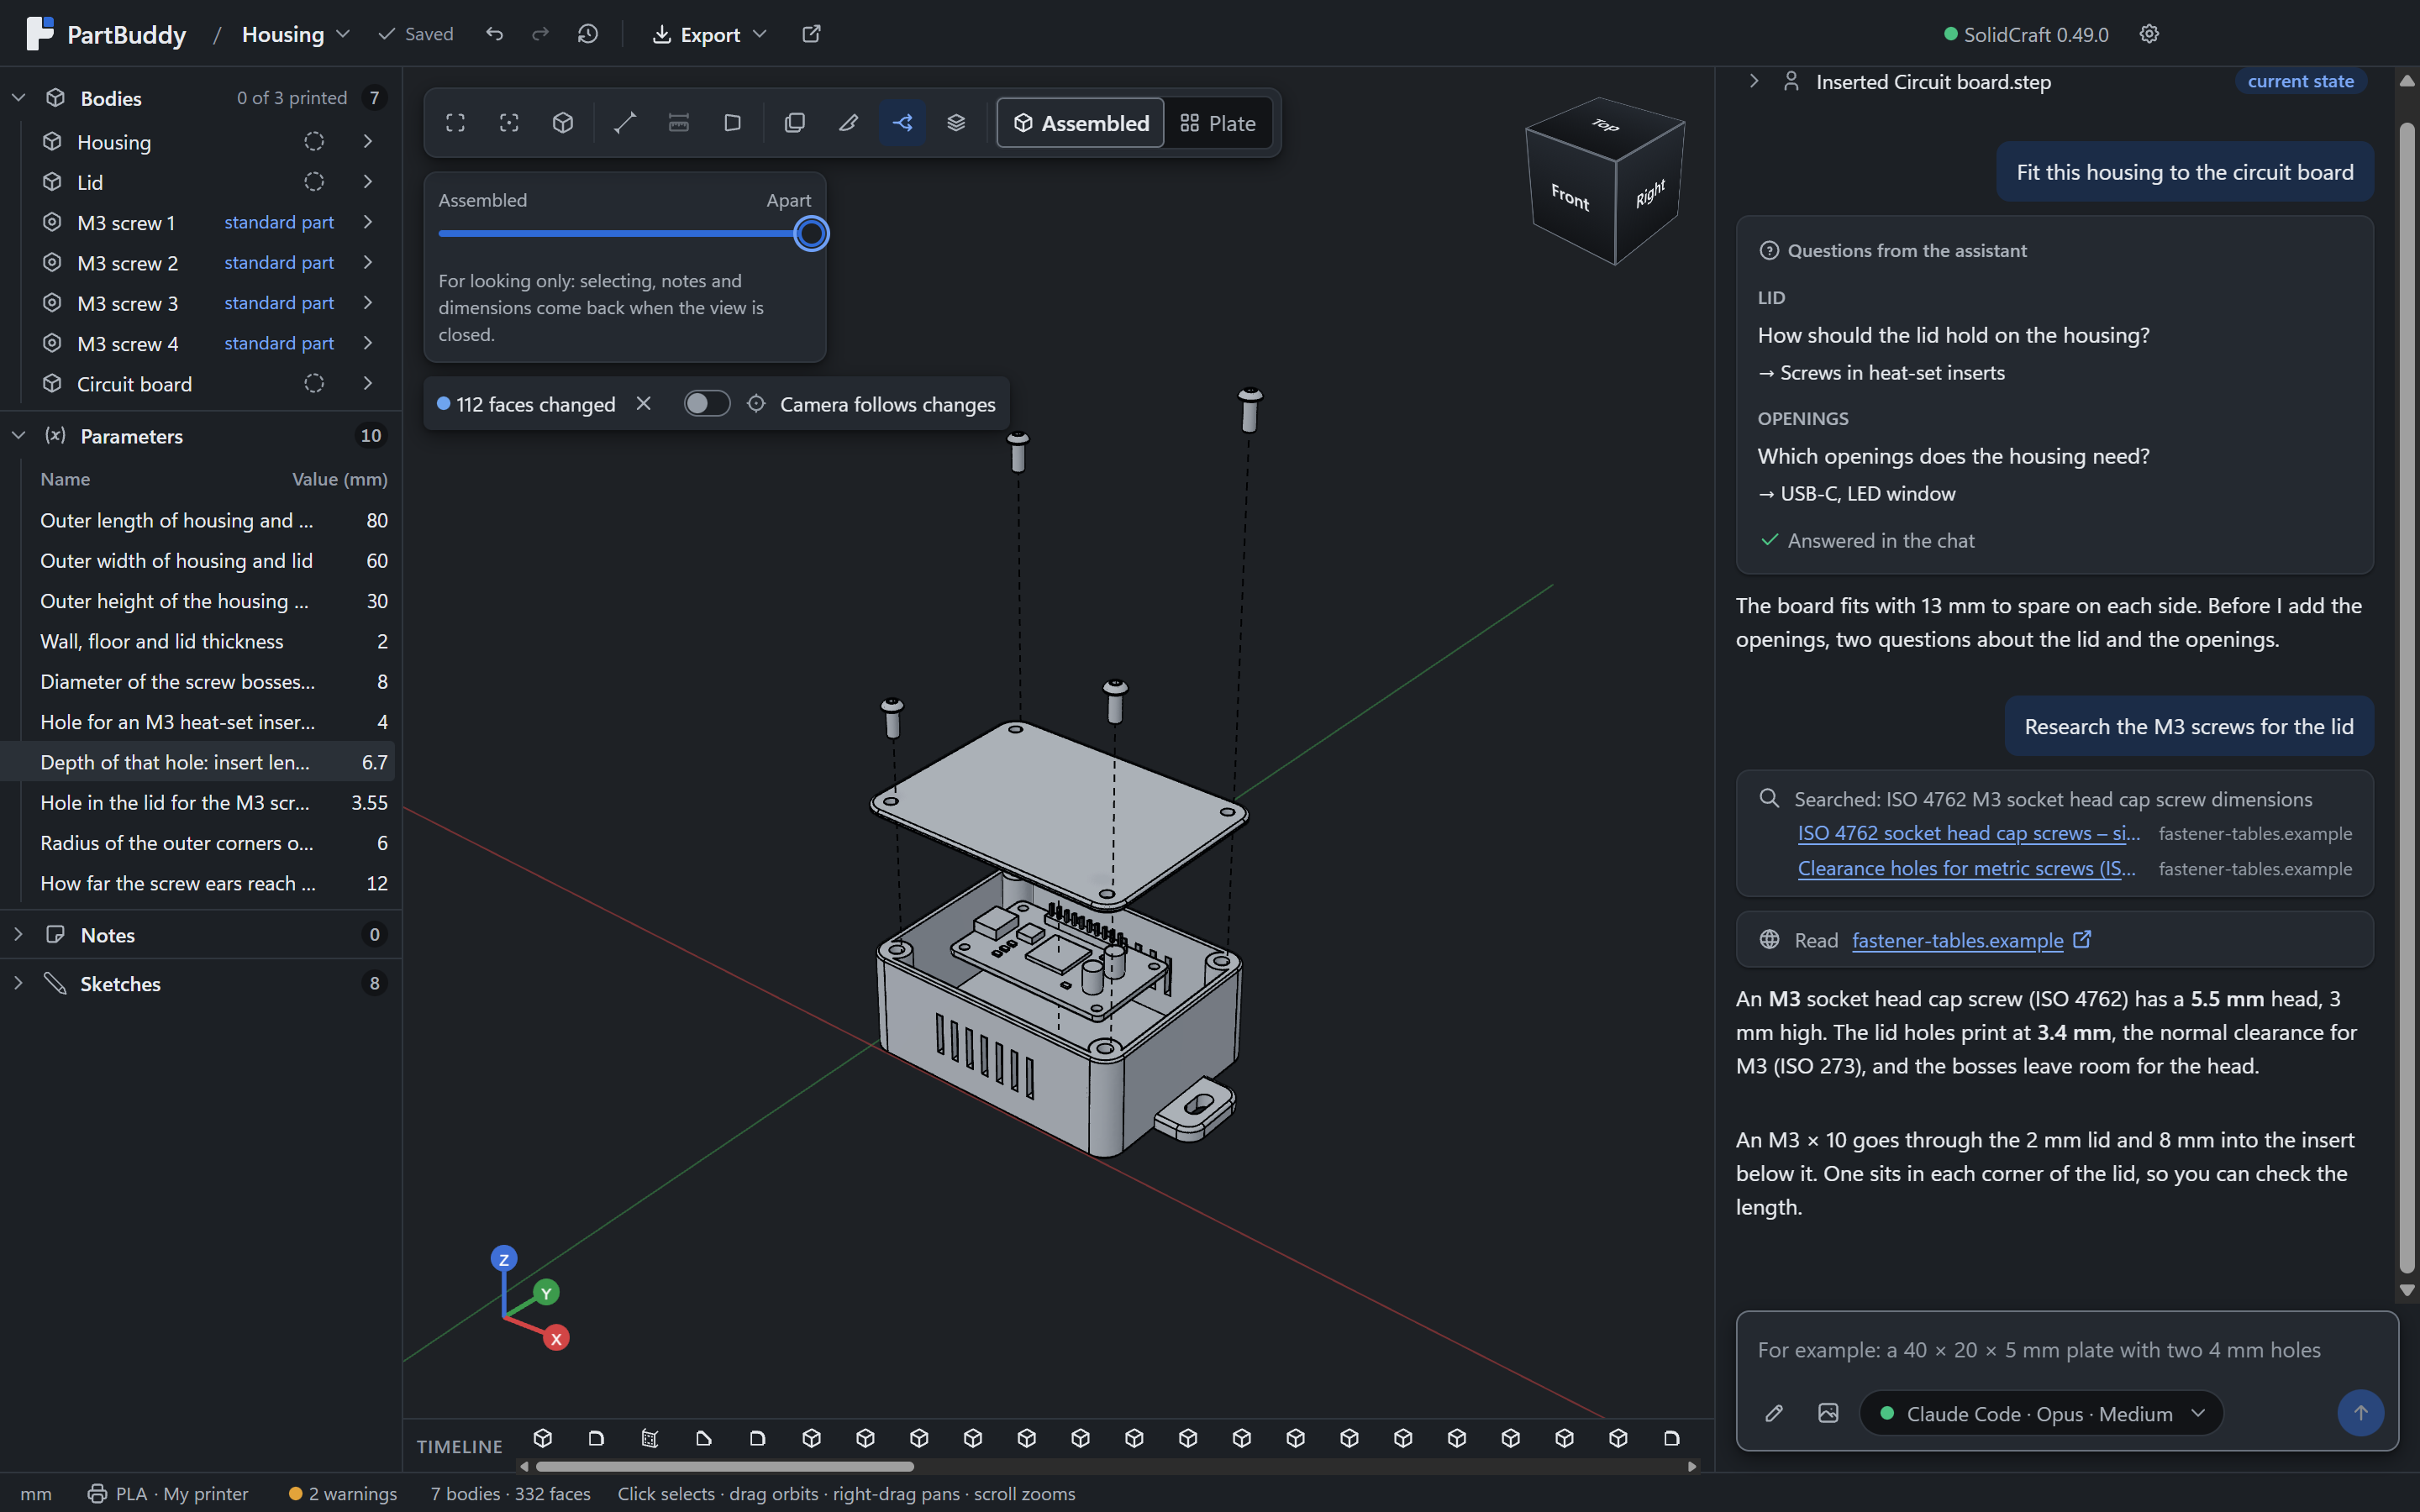 PartBuddy / Housing Saved Export SolidCraft 0.49.0
Bodies 0 of 3 printed 7
Housing
Lid
M3 screw 1 standard part
M3 screw 2 standard part
M3 screw 3 standard part
M3 screw 4 standard part
Circuit board
(x) Parameters 10
Name Value (mm)
Outer length of housing and ... 80
Outer width of housing and lid 60
Outer height of the housing ... 30
Wall, floor and lid thickness 2
Diameter of the screw bosses... 8
Hole for an M3 heat-set inser... 4
Depth of that hole: insert len... 6.7
Hole in the lid for the M3 scr... 3.55
Radius of the outer corners o... 6
How far the screw ears reach ... 12
Notes 0
Sketches 8
Assembled Plate
Assembled Apart
For looking only: selecting, notes and
dimensions come back when the view is
closed.
112 faces changed Camera follows changes
Top
Front Right
Z
Y
X
TIMELINE
Inserted Circuit board.step current state
Fit this housing to the circuit board
Questions from the assistant
LID
How should the lid hold on the housing?
→ Screws in heat-set inserts
OPENINGS
Which openings does the housing need?
→ USB-C, LED window
Answered in the chat
The board fits with 13 mm to spare on each side. Before I add the
openings, two questions about the lid and the openings.
Research the M3 screws for the lid
Searched: ISO 4762 M3 socket head cap screw dimensions
ISO 4762 socket head cap screws – si... fastener-tables.example
Clearance holes for metric screws (IS... fastener-tables.example
Read fastener-tables.example
An M3 socket head cap screw (ISO 4762) has a 5.5 mm head, 3
mm high. The lid holes print at 3.4 mm, the normal clearance for
M3 (ISO 273), and the bosses leave room for the head.
An M3 × 10 goes through the 2 mm lid and 8 mm into the insert
below it. One sits in each corner of the lid, so you can check the
length.
For example: a 40 × 20 × 5 mm plate with two 4 mm holes
Claude Code · Opus · Medium
mm PLA · My printer 2 warnings 7 bodies · 332 faces Click selects · drag orbits · right-drag pans · scroll zooms